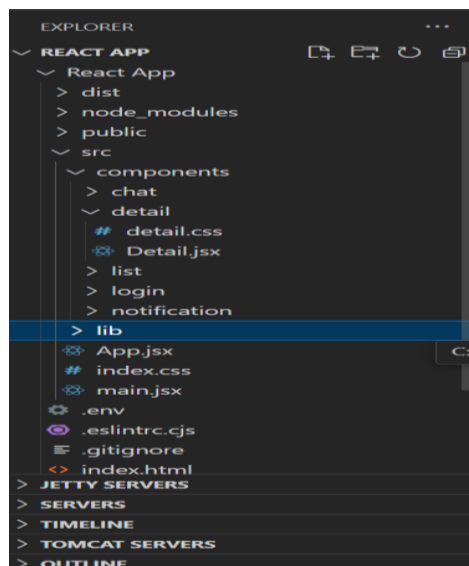 EXPLORER
REACT APP
React App
dist
node_modules
public
src
components
chat
detail
detail.css
Detail.jsx
list
login
notification
lib
App.jsx
C:
index.css
main.jsx
.env
.eslintrc.cjs
.gitignore
index.html
JETTY SERVERS
SERVERS
TIMELINE
TOMCAT SERVERS
OUTLINE